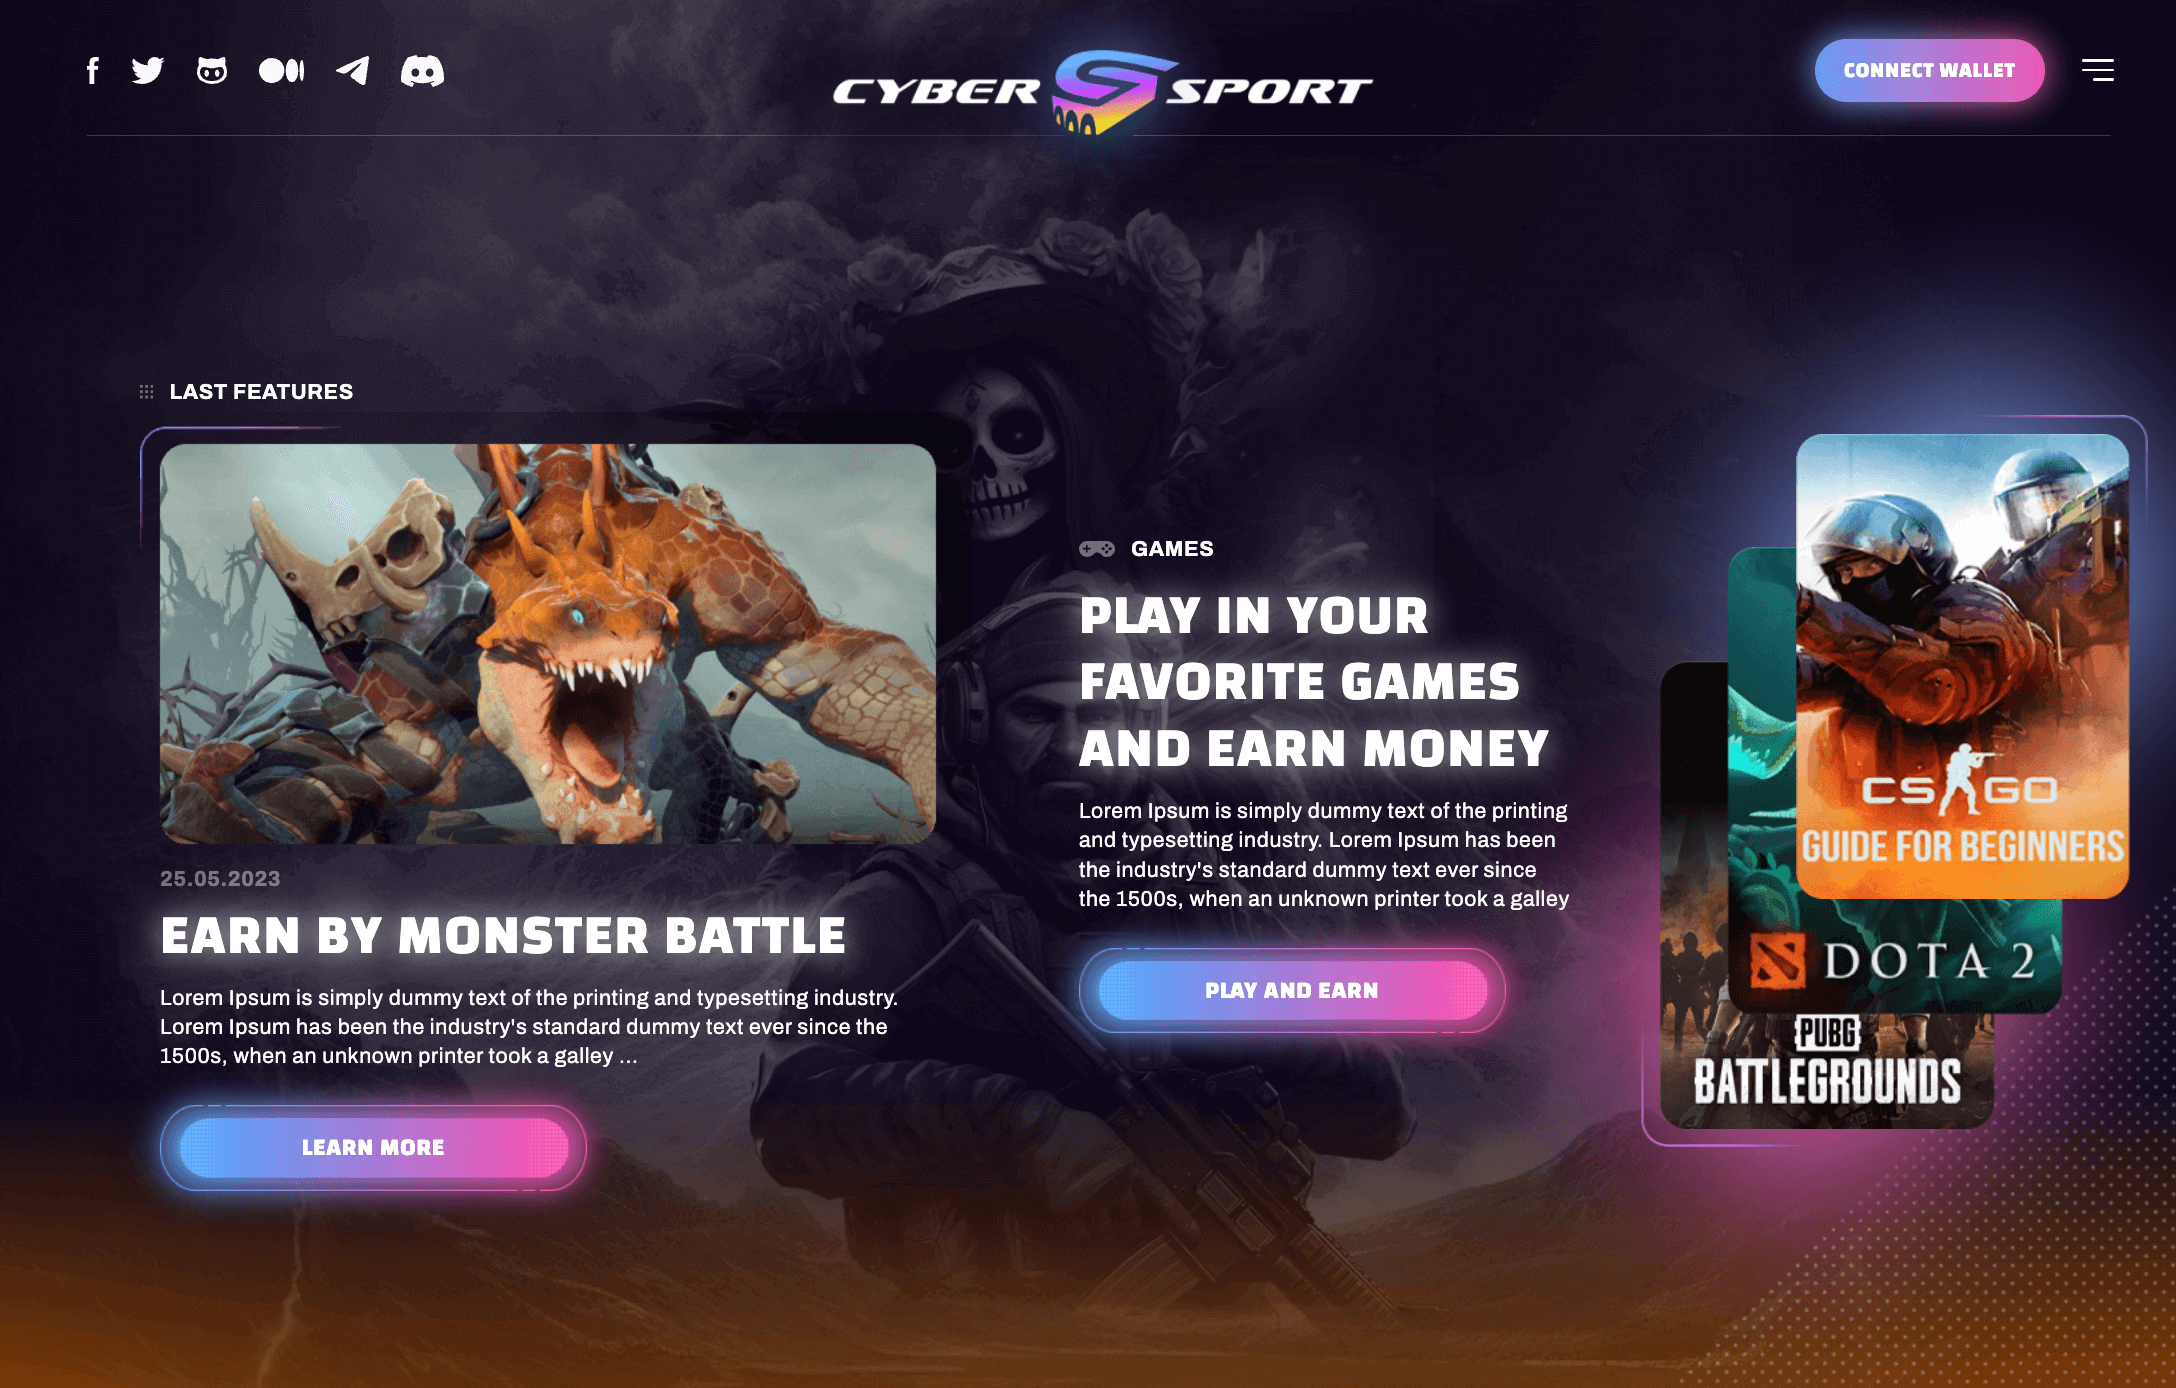 f
CYBER SPORT
CONNECT WALLET
LAST FEATURES
25.05.2023
EARN BY MONSTER BATTLE
Lorem Ipsum is simply dummy text of the printing and typesetting industry.
Lorem Ipsum has been the industry's standard dummy text ever since the
1500s, when an unknown printer took a galley ...
LEARN MORE
GAMES
PLAY IN YOUR
FAVORITE GAMES
AND EARN MONEY
Lorem Ipsum is simply dummy text of the printing
and typesetting industry. Lorem Ipsum has been
the industry's standard dummy text ever since
the 1500s, when an unknown printer took a galley
PLAY AND EARN
CS GO
GUIDE FOR BEGINNERS
DOTA 2
PUBG
BATTLEGROUNDS